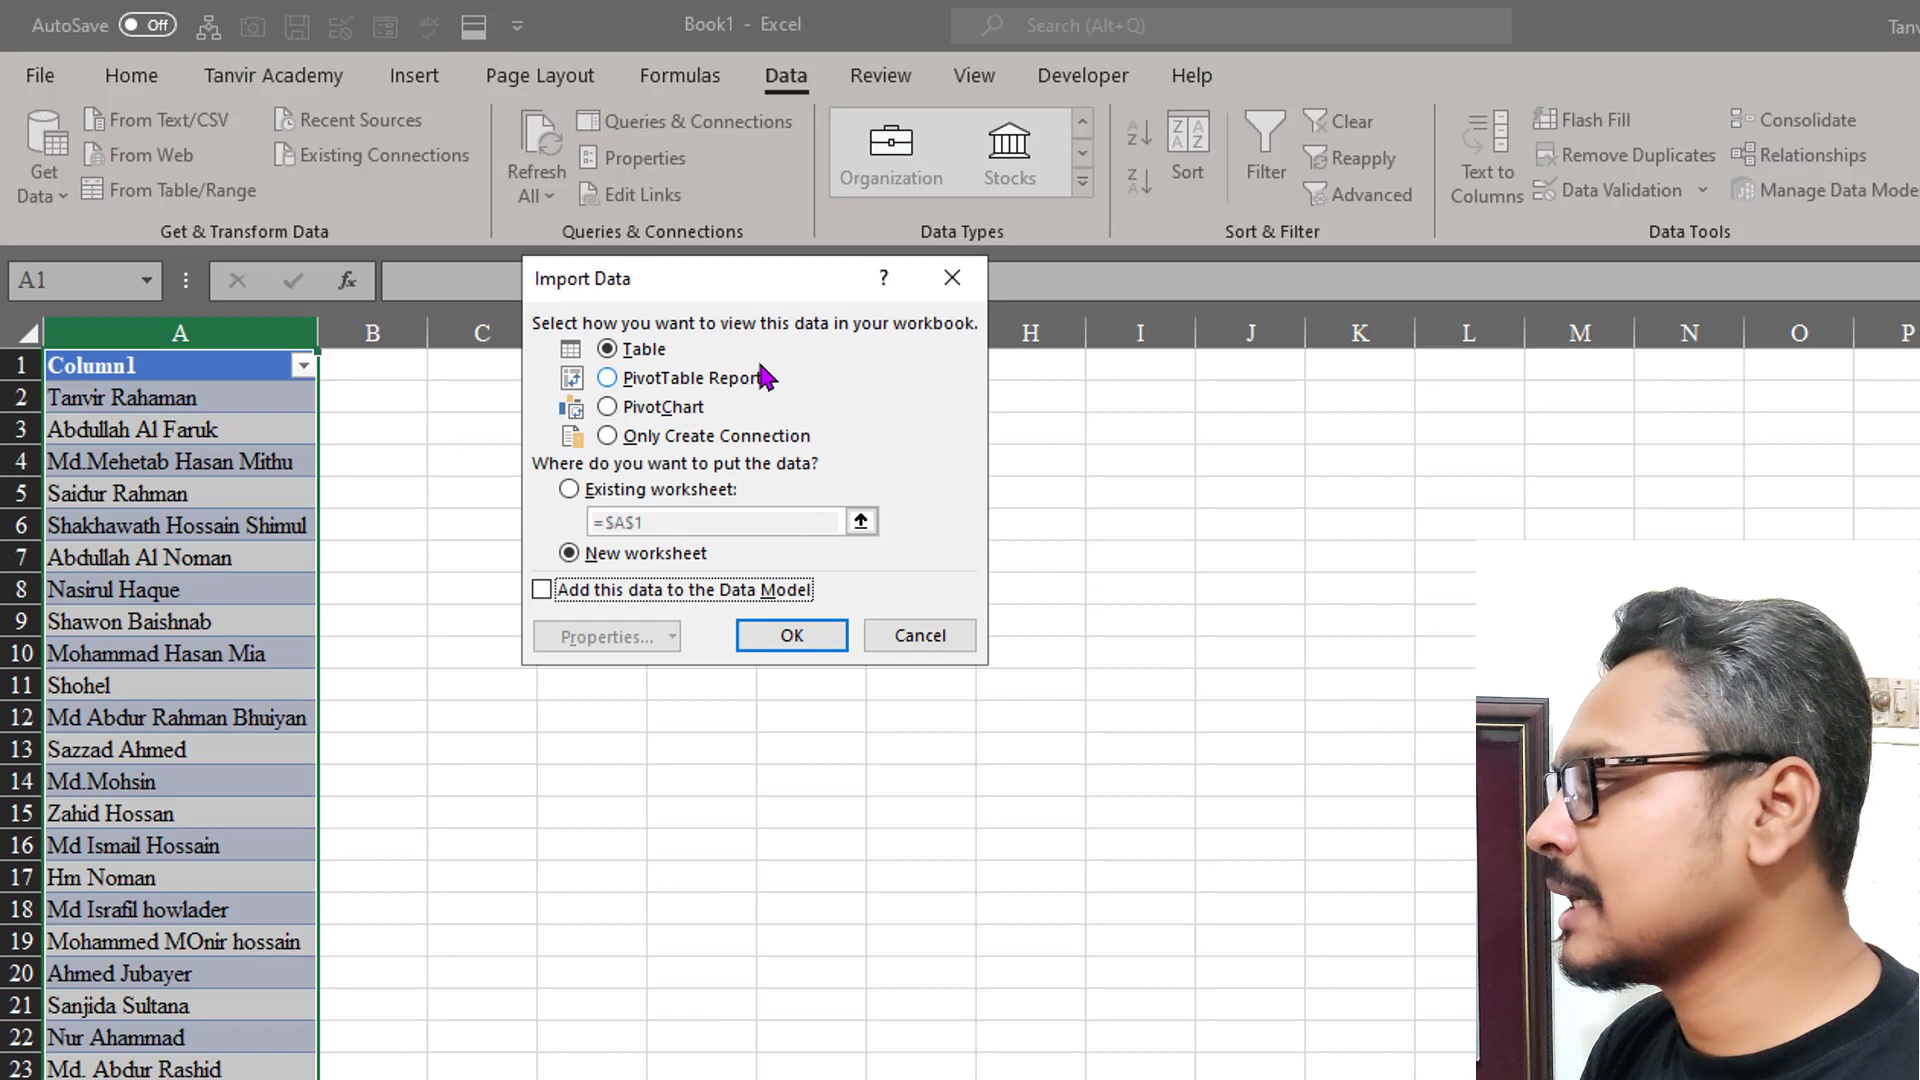 AutoSave Off Book1 - Excel Search (Alt+Q) Tanv
File Home Tanvir Academy Insert Page Layout Formulas Data Review View Developer Help
Get Data
From Text/CSV
From Web
From Table/Range
Recent Sources
Existing Connections
Get & Transform Data
Refresh All
Queries & Connections
Properties
Edit Links
Queries & Connections
Organization
Stocks
Data Types
Sort
Filter
Clear
Reapply
Advanced
Sort & Filter
Text to Columns
Flash Fill
Remove Duplicates
Data Validation
Consolidate
Relationships
Manage Data Mode
Data Tools
A1 fx
Import Data ?
Select how you want to view this data in your workbook.
Table
PivotTable Report
PivotChart
Only Create Connection
Where do you want to put the data?
Existing worksheet:
=$A$1
New worksheet
Add this data to the Data Model
Properties... OK Cancel
A B C H I J K L M N O P
1 Column1
2 Tanvir Rahaman
3 Abdullah Al Faruk
4 Md.Mehetab Hasan Mithu
5 Saidur Rahman
6 Shakhawath Hossain Shimul
7 Abdullah Al Noman
8 Nasirul Haque
9 Shawon Baishnab
10 Mohammad Hasan Mia
11 Shohel
12 Md Abdur Rahman Bhuiyan
13 Sazzad Ahmed
14 Md.Mohsin
15 Zahid Hossan
16 Md Ismail Hossain
17 Hm Noman
18 Md Israfil howlader
19 Mohammed MOnir hossain
20 Ahmed Jubayer
21 Sanjida Sultana
22 Nur Ahammad
23 Md. Abdur Rashid